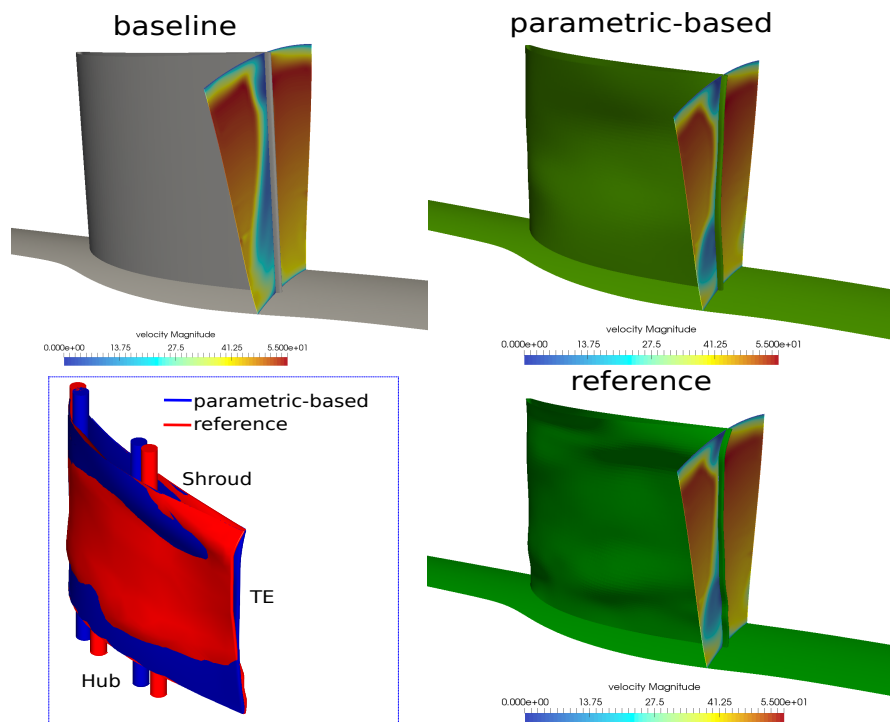 baseline
parametric-based
velocity Magnitude
0.000e+00 13.75 27.5 41.25 5.500e+01
velocity Magnitude
0.000e+00 13.75 27.5 41.25 5.500e+01
parametric-based
reference
Shroud
TE
Hub
reference
velocity Magnitude
0.000e+00 13.75 27.5 41.25 5.500e+01